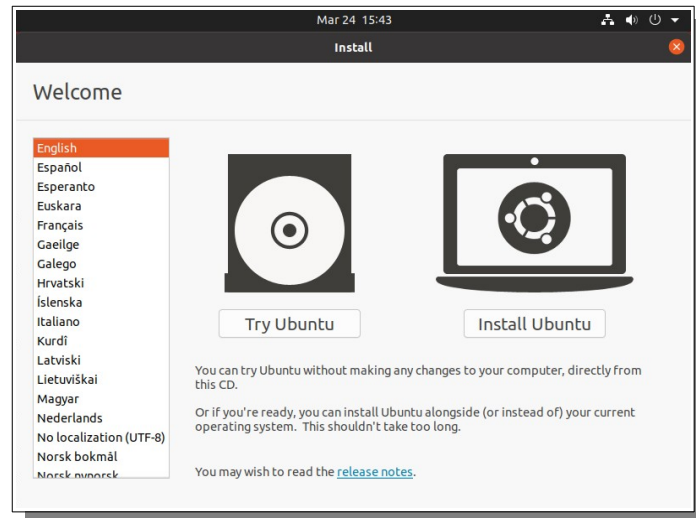 Mar 24 15:43
Install
Welcome
English
Español
Esperanto
Euskara
Français
Gaeilge
Galego
Hrvatski
Íslenska
Italiano
Kurdî
Latviski
Lietuviškai
Magyar
Nederlands
No localization (UTF-8)
Norsk bokmål
Norsk nynorsk
Try Ubuntu
Install Ubuntu
You can try Ubuntu without making any changes to your computer, directly from
this CD.
Or if you're ready, you can install Ubuntu alongside (or instead of) your current
operating system. This shouldn't take too long.
You may wish to read the release notes.